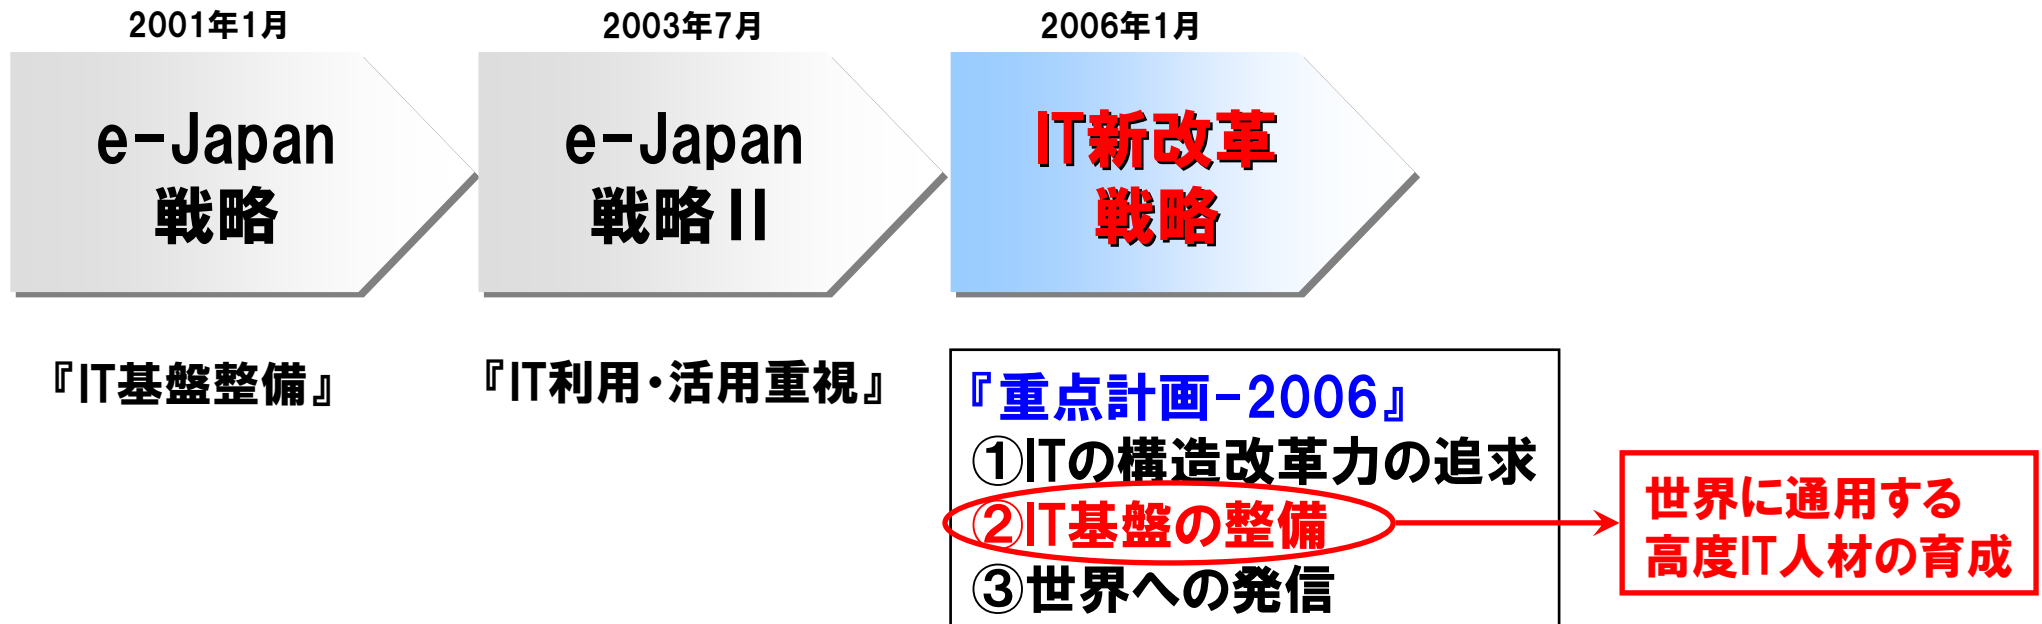 2001年1月
e-Japan
戦略
『IT基盤整備』
2003年7月
e-Japan
戦略Ⅱ
『IT利用・活用重視』
2006年1月
IT新改革
戦略
『重点計画-2006』
①ITの構造改革力の追求
②IT基盤の整備
③世界への発信
世界に通用する
高度IT人材の育成